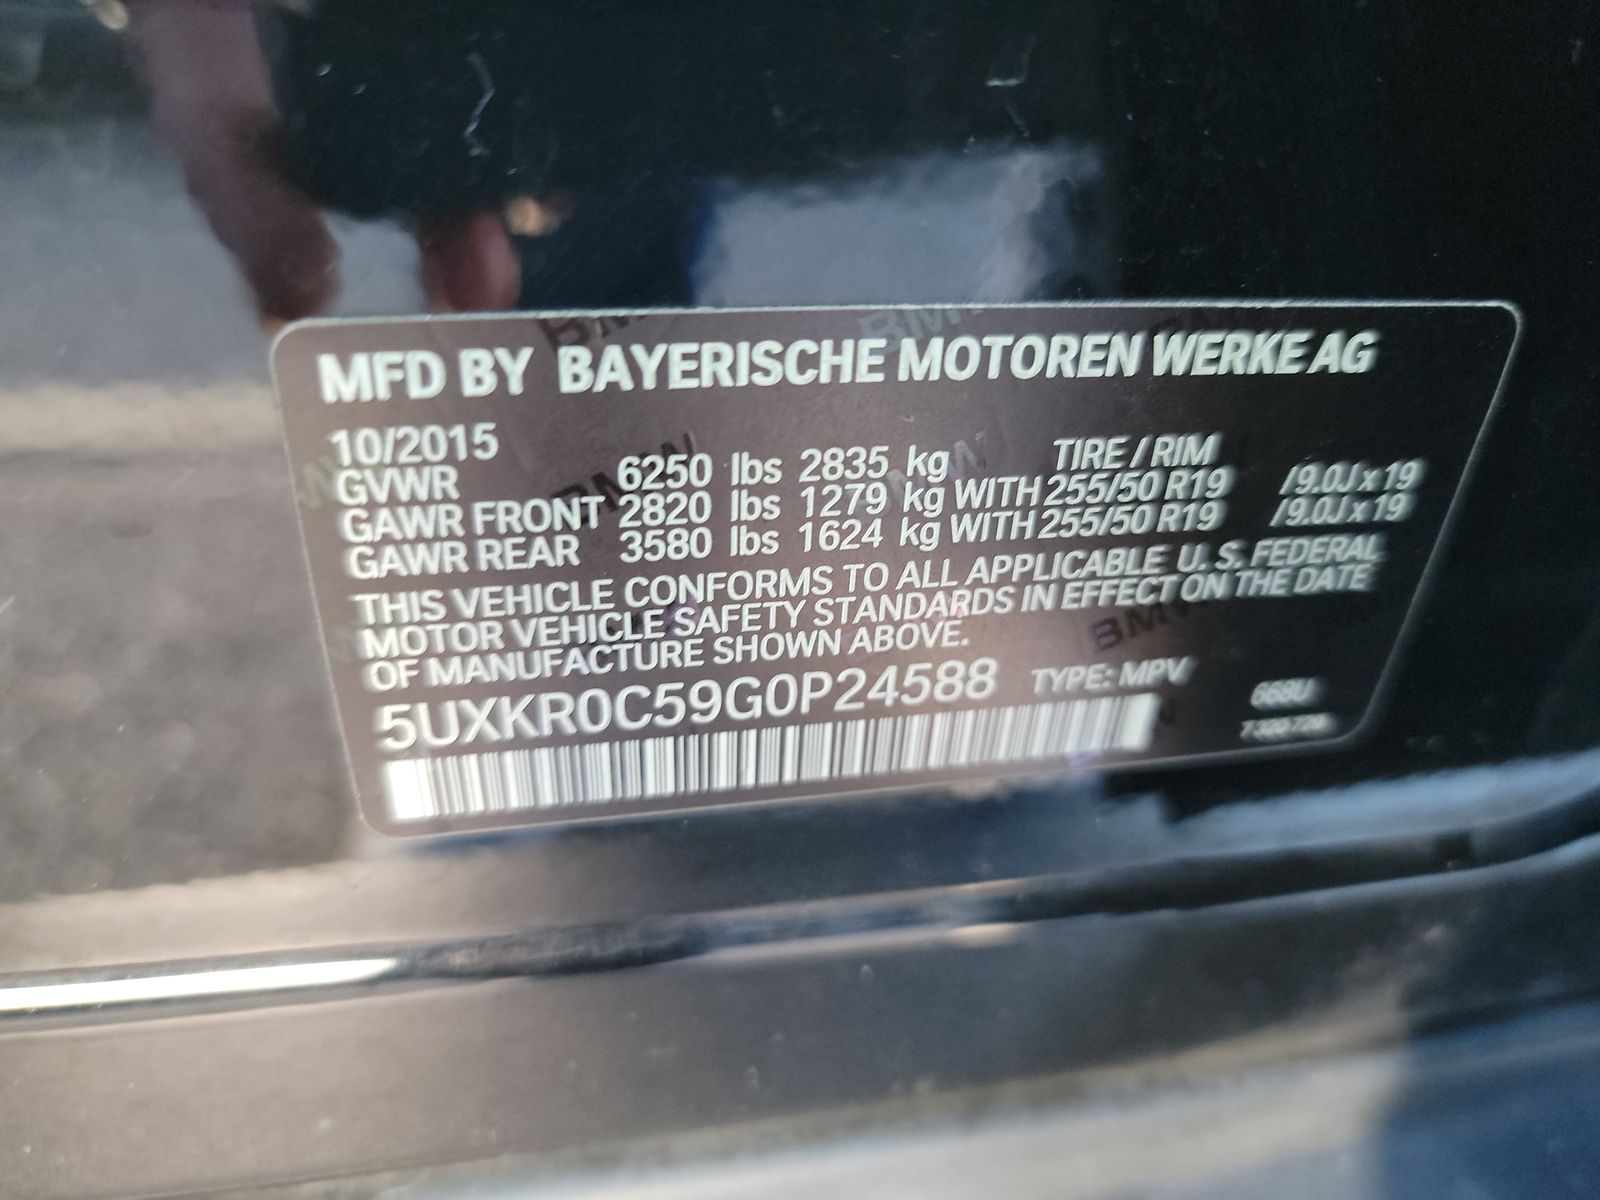 MFD BY BAYERISCHE MOTOREN WERKE AG
10/2015 TIRE / RIM
GVWR 6250 lbs 2835 kg
GAWR FRONT 2820 lbs 1279 kg WITH 255/50 R19 /9.0J x 19
GAWR REAR 3580 lbs 1624 kg WITH 255/50 R19 /9.0J x 19
THIS VEHICLE CONFORMS TO ALL APPLICABLE U. S. FEDERAL
MOTOR VEHICLE SAFETY STANDARDS IN EFFECT ON THE DATE
OF MANUFACTURE SHOWN ABOVE.
5UXKR0C59G0P24588 TYPE: MPV
668U